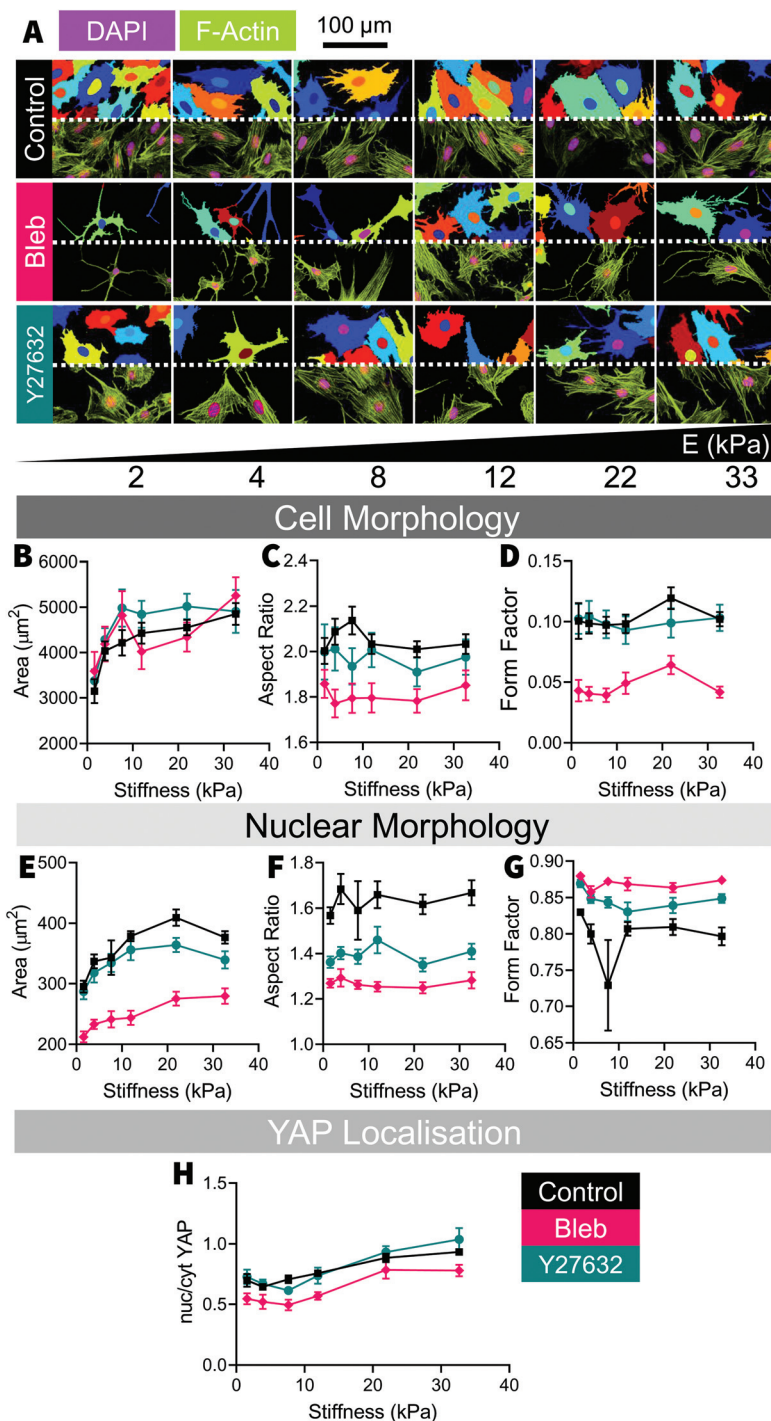 A DAPI F-Actin 100 µm
Control
Bleb
Y27632
E (kPa)
2 4 8 12 22 33
Cell Morphology
B
Area (µm²)
6000
5000
4000
3000
2000
0 10 20 30 40
Stiffness (kPa)
C
Aspect Ratio
2.4
2.2
2.0
1.8
1.6
0 10 20 30 40
Stiffness (kPa)
D
Form Factor
0.15
0.10
0.05
0.00
0 10 20 30 40
Stiffness (kPa)
Nuclear Morphology
E
Area (µm²)
500
400
300
200
0 10 20 30 40
Stiffness (kPa)
F
Aspect Ratio
1.8
1.6
1.4
1.2
1.0
0 10 20 30 40
Stiffness (kPa)
G
Form Factor
0.90
0.85
0.80
0.75
0.70
0.65
0 10 20 30 40
Stiffness (kPa)
YAP Localisation
H
nuc/cyt YAP
1.5
1.0
0.5
0.0
0 10 20 30 40
Stiffness (kPa)
Control
Bleb
Y27632